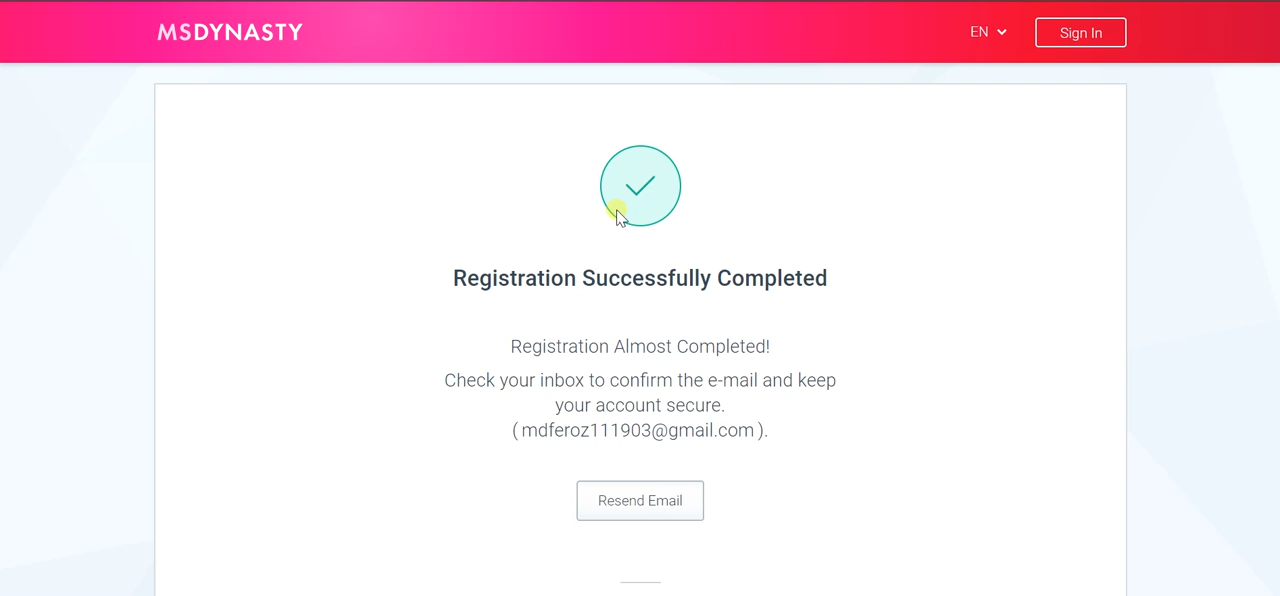 MSDYNASTY
EN
Sign In
Registration Successfully Completed
Registration Almost Completed!
Check your inbox to confirm the e-mail and keep
your account secure.
( mdferoz111903@gmail.com ).
Resend Email